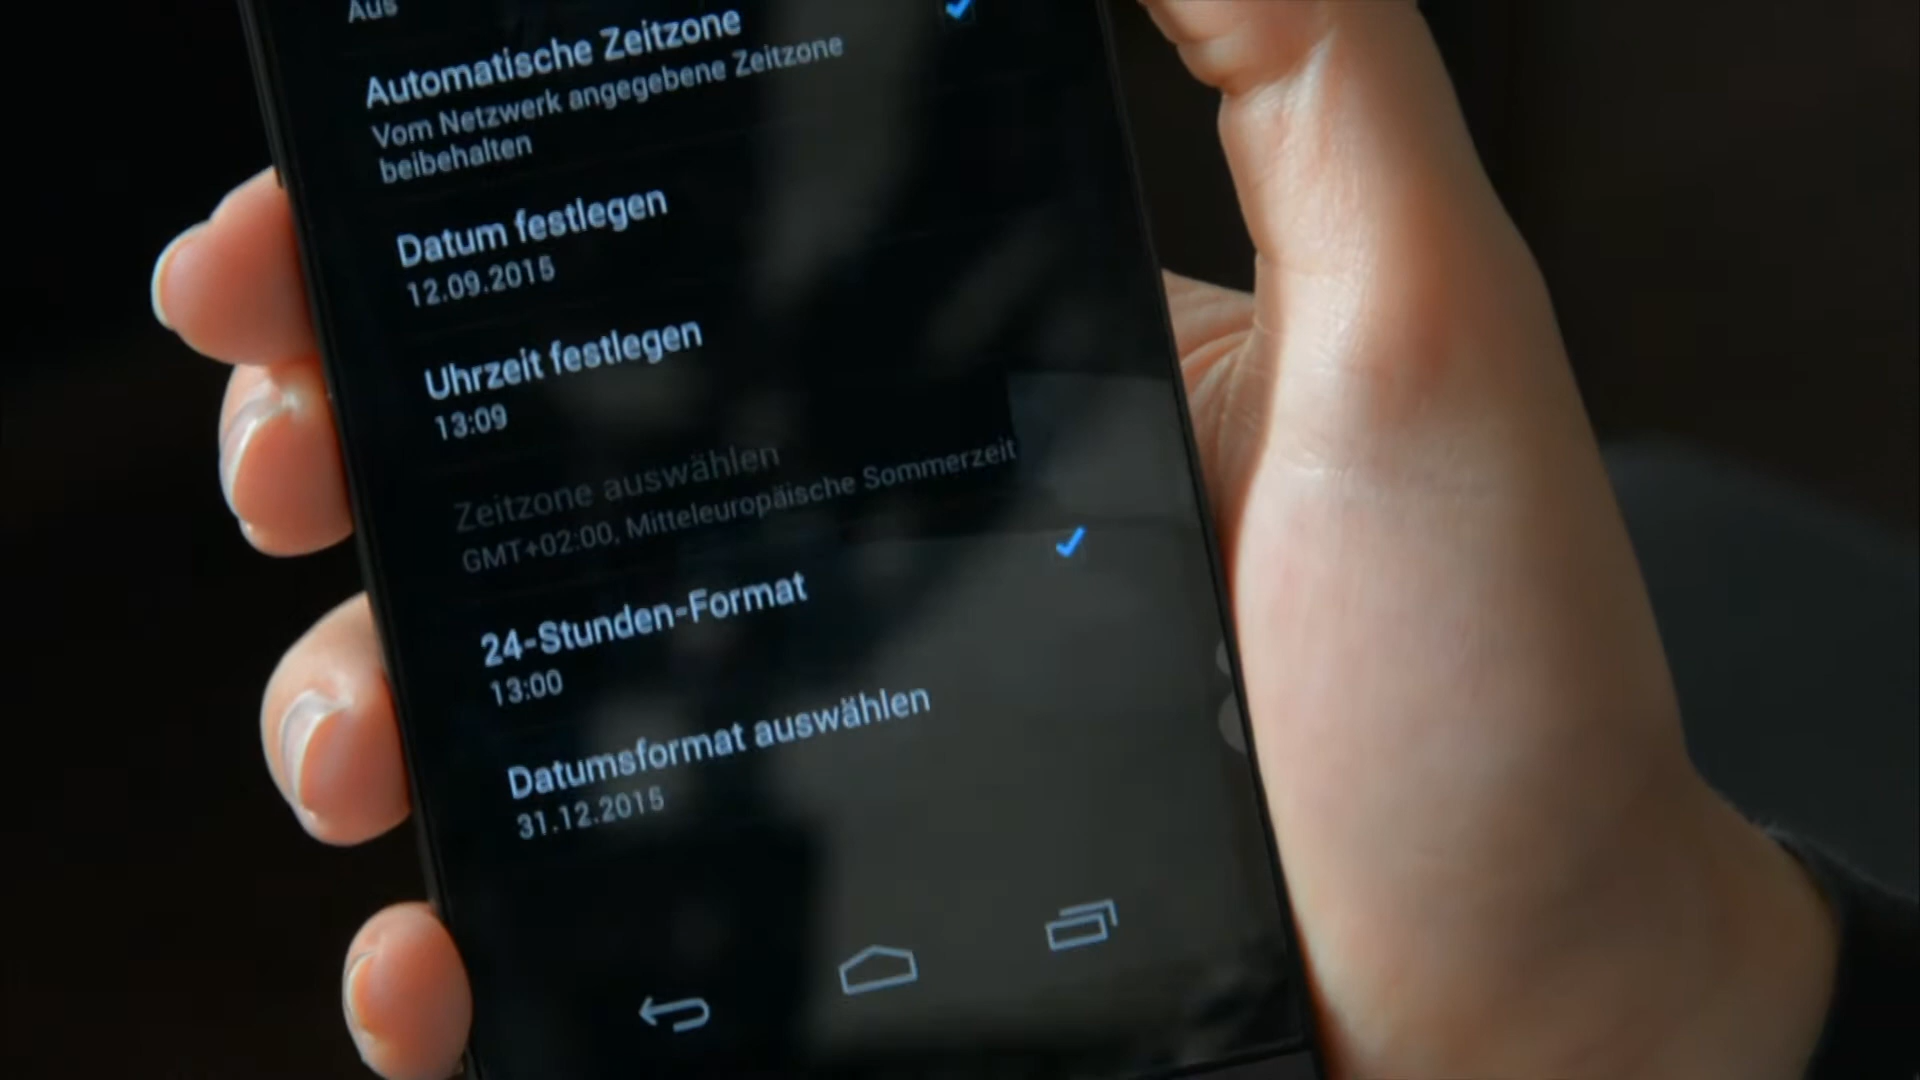 Aus
Automatische Zeitzone
Vom Netzwerk angegebene Zeitzone
beibehalten
Datum festlegen
12.09.2015
Uhrzeit festlegen
13:09
Zeitzone auswählen
GMT+02:00, Mitteleuropäische Sommerzeit
24-Stunden-Format
13:00
Datumsformat auswählen
31.12.2015